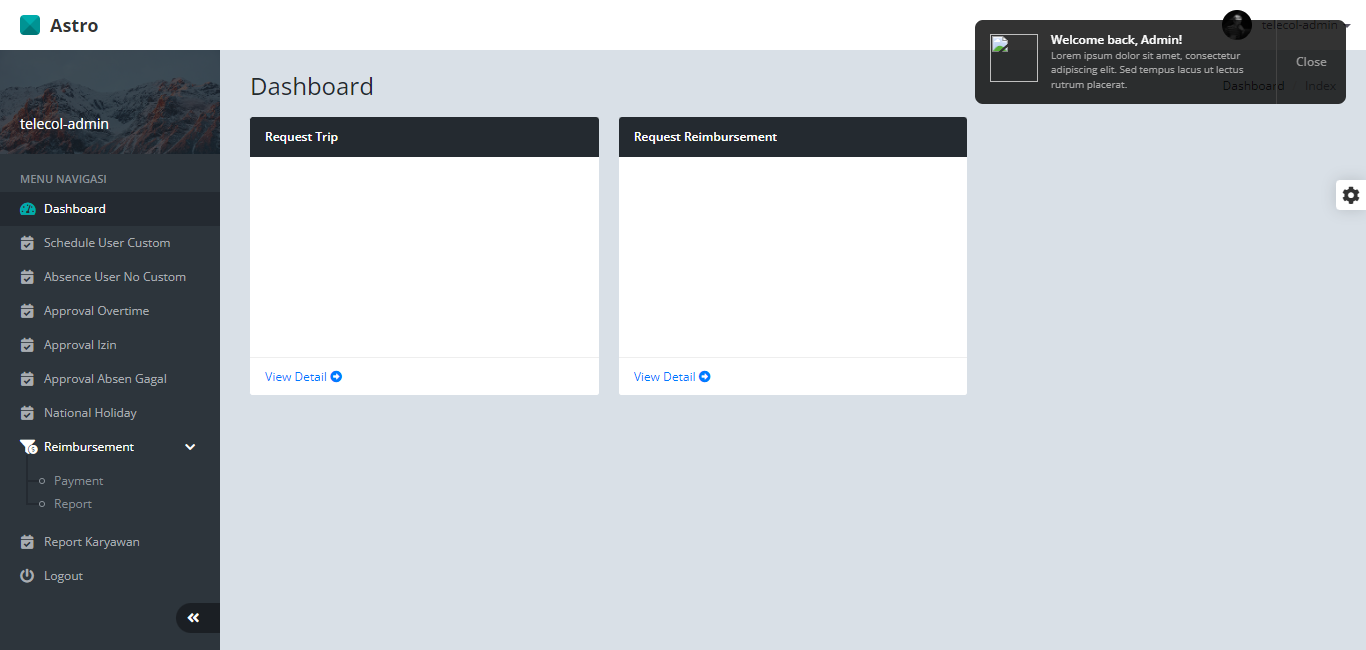 Astro
telecol-admin
Welcome back, Admin!
Lorem ipsum dolor sit amet, consectetur
adipiscing elit. Sed tempus lacus ut lectus
rutrum placerat.
Close
Dashboard / Index
telecol-admin
MENU NAVIGASI
Dashboard
Schedule User Custom
Absence User No Custom
Approval Overtime
Approval Izin
Approval Absen Gagal
National Holiday
Reimbursement
Payment
Report
Report Karyawan
Logout
Dashboard
Request Trip
View Detail
Request Reimbursement
View Detail